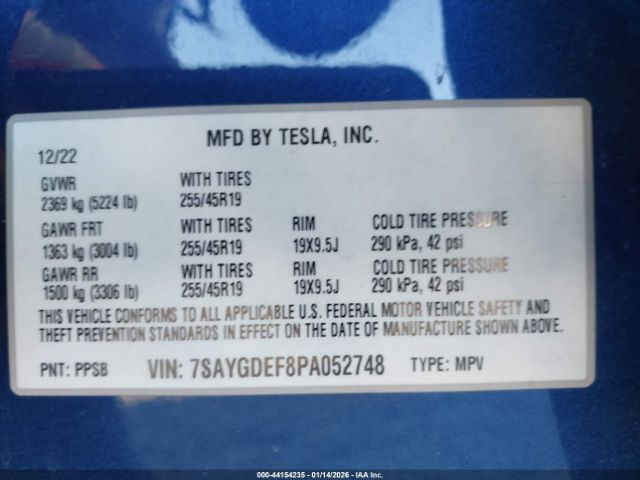 MFD BY TESLA, INC.
12/22
GVWR WITH TIRES
2369 kg (5224 lb) 255/45R19
GAWR FRT WITH TIRES RIM COLD TIRE PRESSURE
1363 kg (3004 lb) 255/45R19 19X9.5J 290 kPa, 42 psi
GAWR RR WITH TIRES RIM COLD TIRE PRESSURE
1500 kg (3306 lb) 255/45R19 19X9.5J 290 kPa, 42 psi
THIS VEHICLE CONFORMS TO ALL APPLICABLE U.S. FEDERAL MOTOR VEHICLE SAFETY AND
THEFT PREVENTION STANDARDS IN EFFECT ON THE DATE OF MANUFACTURE SHOWN ABOVE.
PNT: PPSB VIN: 7SAYGDEF8PA052748 TYPE: MPV
000-44154235 - 01/14/2026 - IAA Inc.